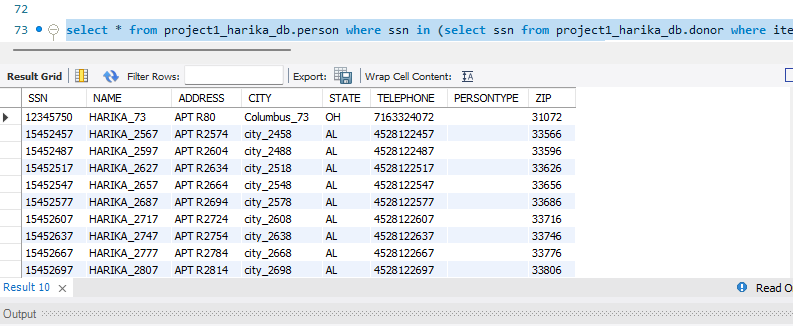 72
73 select * from project1_harika_db.person where ssn in (select ssn from project1_harika_db.donor where ite
Result Grid Filter Rows: Export: Wrap Cell Content:
SSN NAME ADDRESS CITY STATE TELEPHONE PERSONTYPE ZIP
12345750 HARIKA_73 APT R80 Columbus_73 OH 7163324072 31072
15452457 HARIKA_2567 APT R2574 city_2458 AL 4528122457 33566
15452487 HARIKA_2597 APT R2604 city_2488 AL 4528122487 33596
15452517 HARIKA_2627 APT R2634 city_2518 AL 4528122517 33626
15452547 HARIKA_2657 APT R2664 city_2548 AL 4528122547 33656
15452577 HARIKA_2687 APT R2694 city_2578 AL 4528122577 33686
15452607 HARIKA_2717 APT R2724 city_2608 AL 4528122607 33716
15452637 HARIKA_2747 APT R2754 city_2638 AL 4528122637 33746
15452667 HARIKA_2777 APT R2784 city_2668 AL 4528122667 33776
15452697 HARIKA_2807 APT R2814 city_2698 AL 4528122697 33806
Result 10 Read O
Output